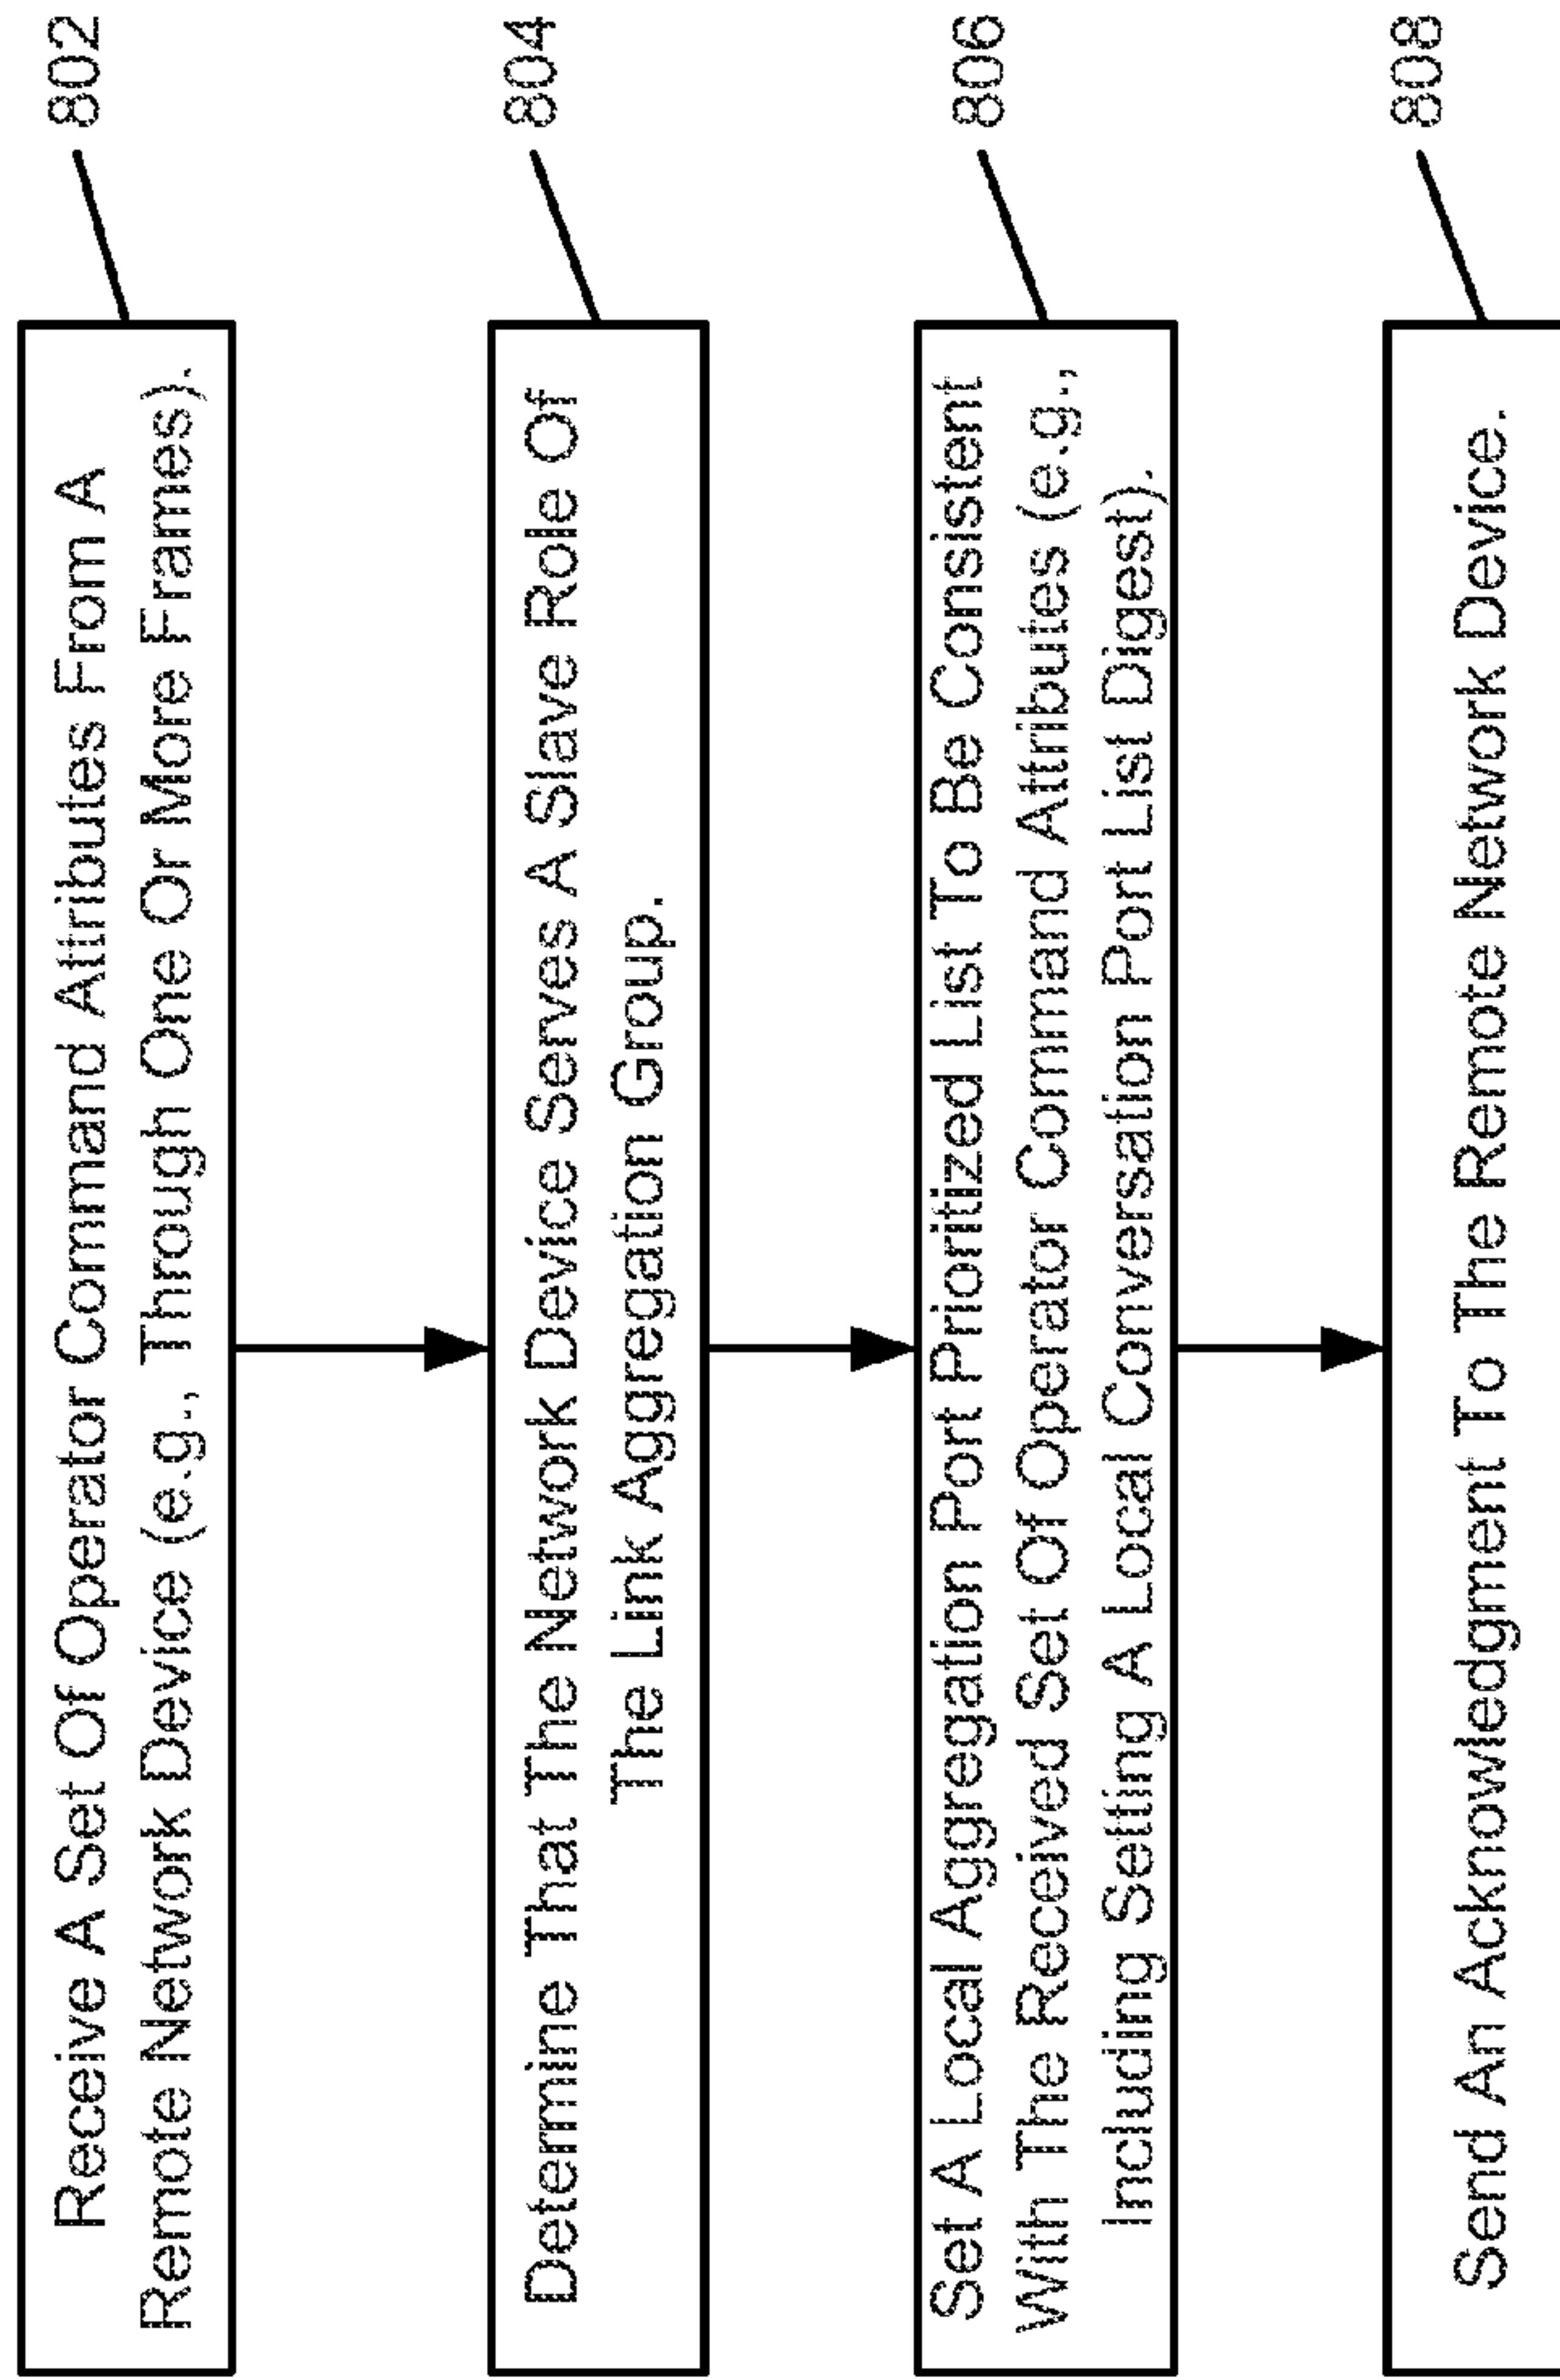 Receive A Set Of Operator Command Attributes From A
Remote Network Device (e.g., Through One Or More Frames).
802
Determine That The Network Device Serves A Slave Role Of
The Link Aggregation Group.
804
Set A Local Aggregation Port Prioritized List To Be Consistent
With The Received Set Of Operator Command Attributes (e.g.,
Including Setting A Local Conversation Port List Digest).
806
Send An Acknowledgment To The Remote Network Device.
808